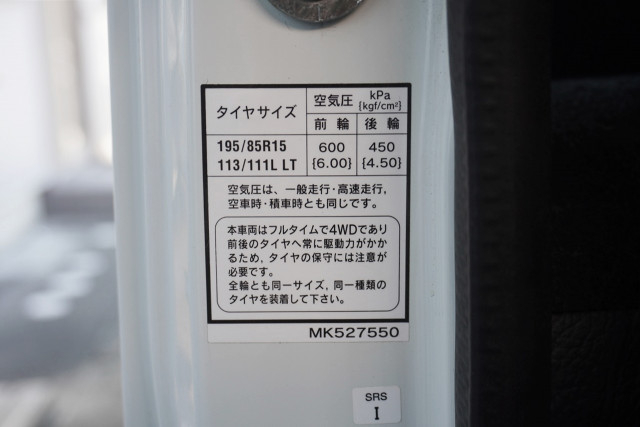 タイヤサイズ 空気圧 kPa {kgf/cm²}
前輪 後輪
195/85R15 600 450
113/111L LT {6.00} {4.50}
空気圧は、一般走行・高速走行,
空車時・積車時とも同じです。
本車両はフルタイムで4WDであり
前後のタイヤへ常に駆動力がかか
るため, タイヤの保守には注意が
必要です。
全輪とも同一サイズ, 同一種類の
タイヤを装着して下さい。
MK527550
SRS
I